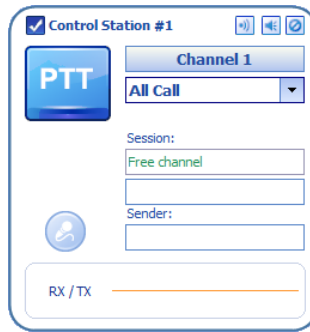 Control Station #1
PTT
Channel 1
All Call
Session:
Free channel
Sender:
RX / TX